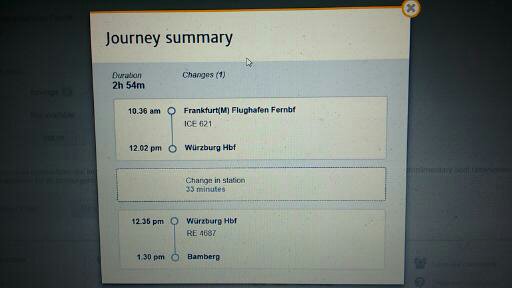 Journey summary
Duration
Changes (1)
2h 54m
10.36 am
Frankfurt(M) Flughafen Fernbf
ICE 621
12.02 pm
Würzburg Hbf
Change in station
33 minutes
12.35 pm
Würzburg Hbf
RE 4687
1.30 pm
Bamberg